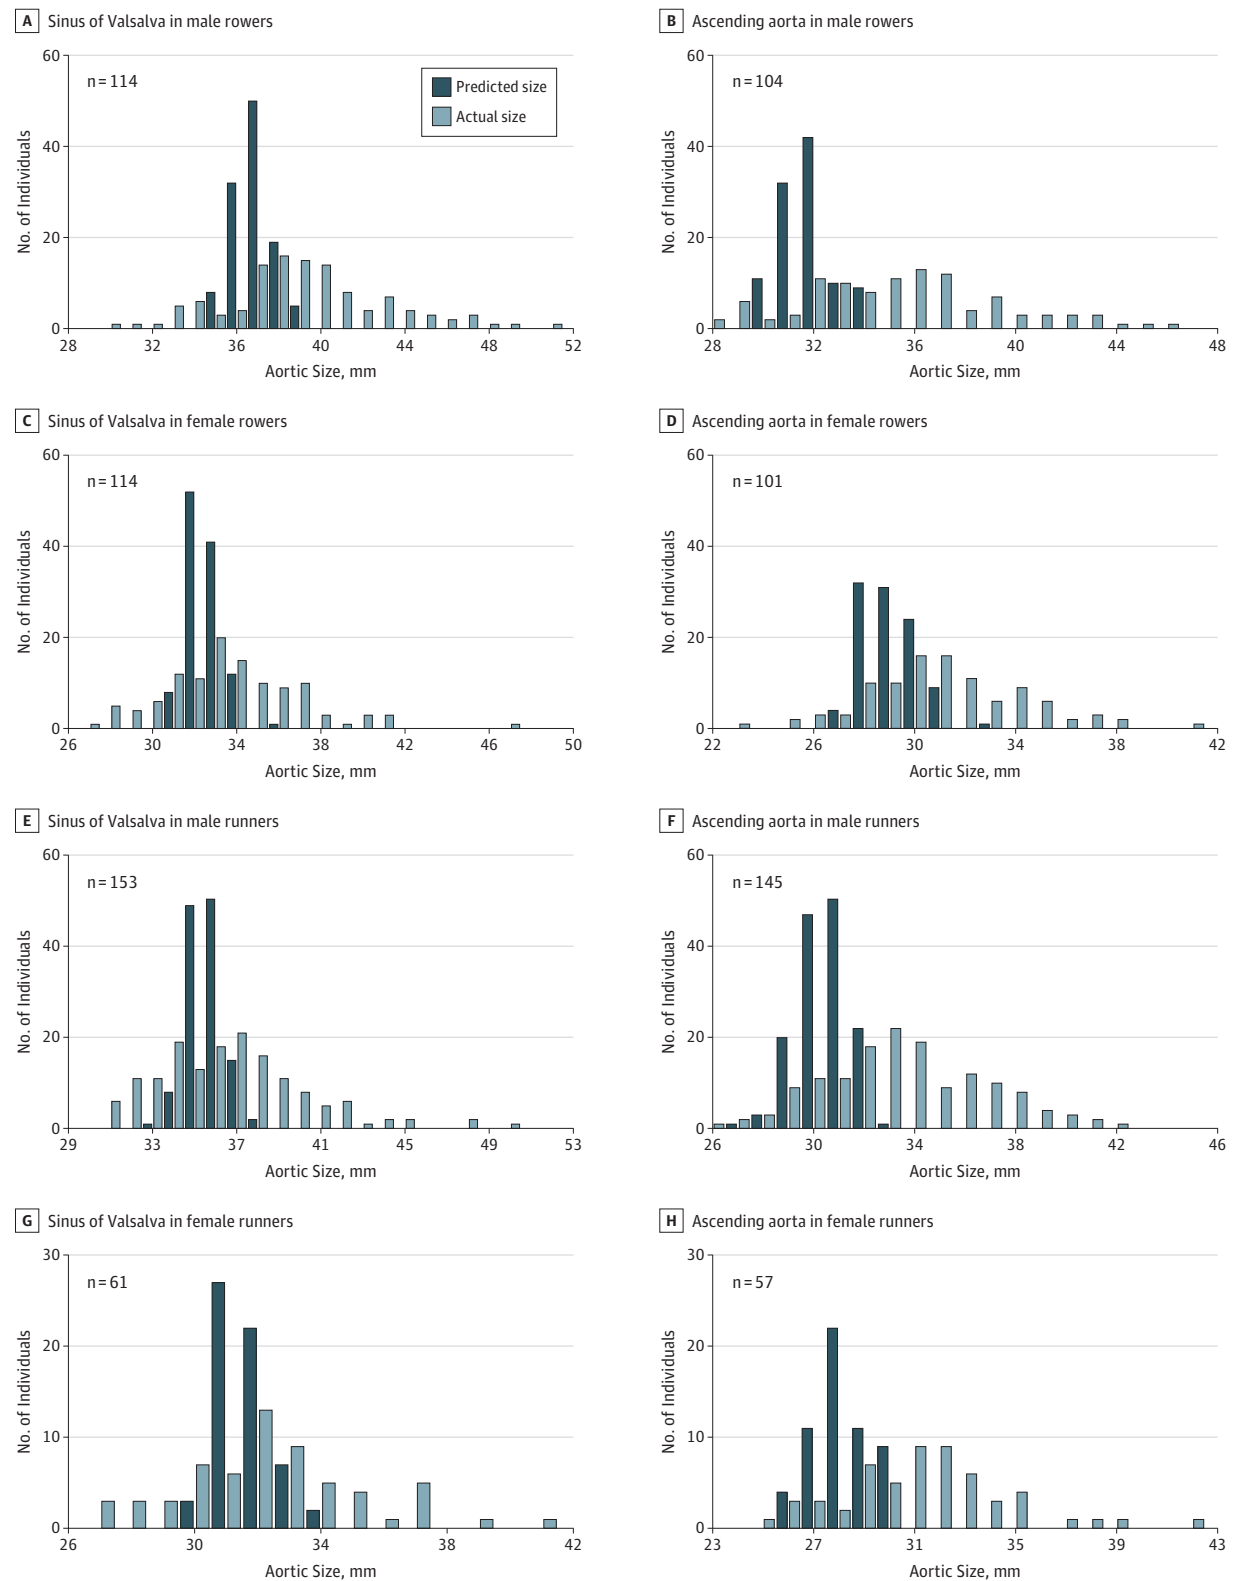 A Sinus of Valsalva in male rowers
60
40
20
0
No. of Individuals
n=114
Predicted size
Actual size
28 32 36 40 44 48 52
Aortic Size, mm
B Ascending aorta in male rowers
60
40
20
0
No. of Individuals
n=104
28 32 36 40 44 48
Aortic Size, mm
C Sinus of Valsalva in female rowers
60
40
20
0
No. of Individuals
n=114
26 30 34 38 42 46 50
Aortic Size, mm
D Ascending aorta in female rowers
60
40
20
0
No. of Individuals
n=101
22 26 30 34 38 42
Aortic Size, mm
E Sinus of Valsalva in male runners
60
40
20
0
No. of Individuals
n=153
29 33 37 41 45 49 53
Aortic Size, mm
F Ascending aorta in male runners
60
40
20
0
No. of Individuals
n=145
26 30 34 38 42 46
Aortic Size, mm
G Sinus of Valsalva in female runners
30
20
10
0
No. of Individuals
n=61
26 30 34 38 42
Aortic Size, mm
H Ascending aorta in female runners
30
20
10
0
No. of Individuals
n=57
23 27 31 35 39 43
Aortic Size, mm